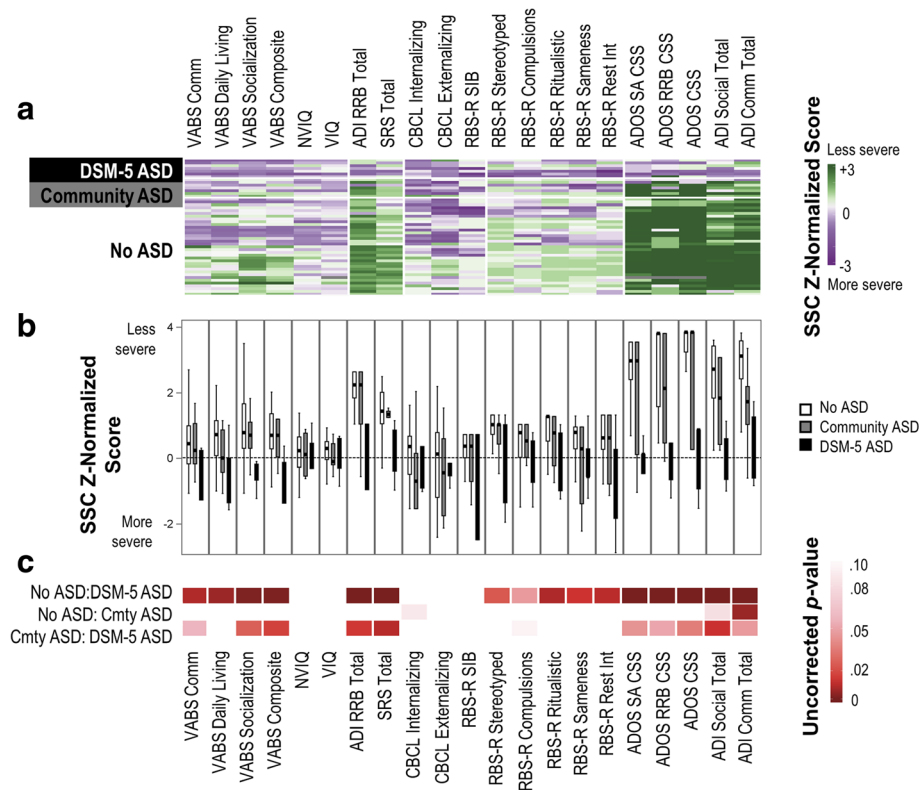 a
VABS Comm
VABS Daily Living
VABS Socialization
VABS Composite
NVIQ
VIQ
ADI RRB Total
SRS Total
CBCL Internalizing
CBCL Externalizing
RBS-R SIB
RBS-R Stereotyped
RBS-R Compulsions
RBS-R Ritualistic
RBS-R Sameness
RBS-R Rest Int
ADOS SA CSS
ADOS RRB CSS
ADOS CSS
ADI Social Total
ADI Comm Total
DSM-5 ASD
Community ASD
No ASD
SSC Z-Normalized Score
Less severe
+3
0
-3
More severe
b
SSC Z-Normalized
Score
Less
severe
More
severe
4
2
0
-2
No ASD
Community ASD
DSM-5 ASD
c
No ASD:DSM-5 ASD
No ASD: Cmty ASD
Cmty ASD: DSM-5 ASD
VABS Comm
VABS Daily Living
VABS Socialization
VABS Composite
NVIQ
VIQ
ADI RRB Total
SRS Total
CBCL Internalizing
CBCL Externalizing
RBS-R SIB
RBS-R Stereotyped
RBS-R Compulsions
RBS-R Ritualistic
RBS-R Sameness
RBS-R Rest Int
ADOS SA CSS
ADOS RRB CSS
ADOS CSS
ADI Social Total
ADI Comm Total
Uncorrected p-value
.10
.08
.05
.02
0